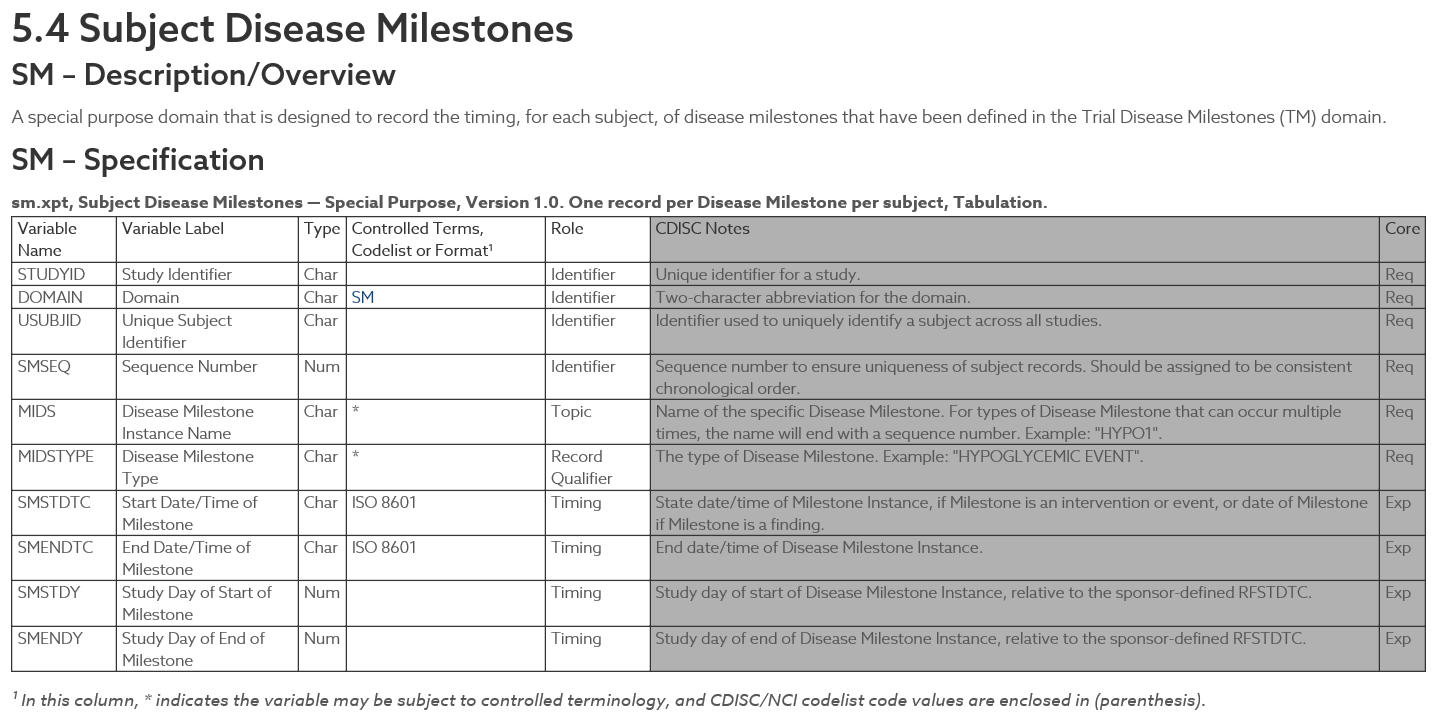 5.4 Subject Disease Milestones
SM – Description/Overview
A special purpose domain that is designed to record the timing, for each subject, of disease milestones that have been defined in the Trial Disease Milestones (TM) domain.
SM – Specification
sm.xpt, Subject Disease Milestones — Special Purpose, Version 1.0. One record per Disease Milestone per subject, Tabulation.
Variable Name Variable Label Type Controlled Terms, Codelist or Format¹ Role CDISC Notes Core
STUDYID Study Identifier Char Identifier Unique identifier for a study. Req
DOMAIN Domain Char SM Identifier Two-character abbreviation for the domain. Req
USUBJID Unique Subject Identifier Char Identifier Identifier used to uniquely identify a subject across all studies. Req
SMSEQ Sequence Number Num Identifier Sequence number to ensure uniqueness of subject records. Should be assigned to be consistent chronological order. Req
MIDS Disease Milestone Instance Name Char * Topic Name of the specific Disease Milestone. For types of Disease Milestone that can occur multiple times, the name will end with a sequence number. Example: "HYPO1". Req
MIDSTYPE Disease Milestone Type Char * Record Qualifier The type of Disease Milestone. Example: "HYPOGLYCEMIC EVENT". Req
SMSTDTC Start Date/Time of Milestone Char ISO 8601 Timing State date/time of Milestone Instance, if Milestone is an intervention or event, or date of Milestone if Milestone is a finding. Exp
SMENDTC End Date/Time of Milestone Char ISO 8601 Timing End date/time of Disease Milestone Instance. Exp
SMSTDY Study Day of Start of Milestone Num Timing Study day of start of Disease Milestone Instance, relative to the sponsor-defined RFSTDTC. Exp
SMENDY Study Day of End of Milestone Num Timing Study day of end of Disease Milestone Instance, relative to the sponsor-defined RFSTDTC. Exp
¹ In this column, * indicates the variable may be subject to controlled terminology, and CDISC/NCI codelist code values are enclosed in (parenthesis).